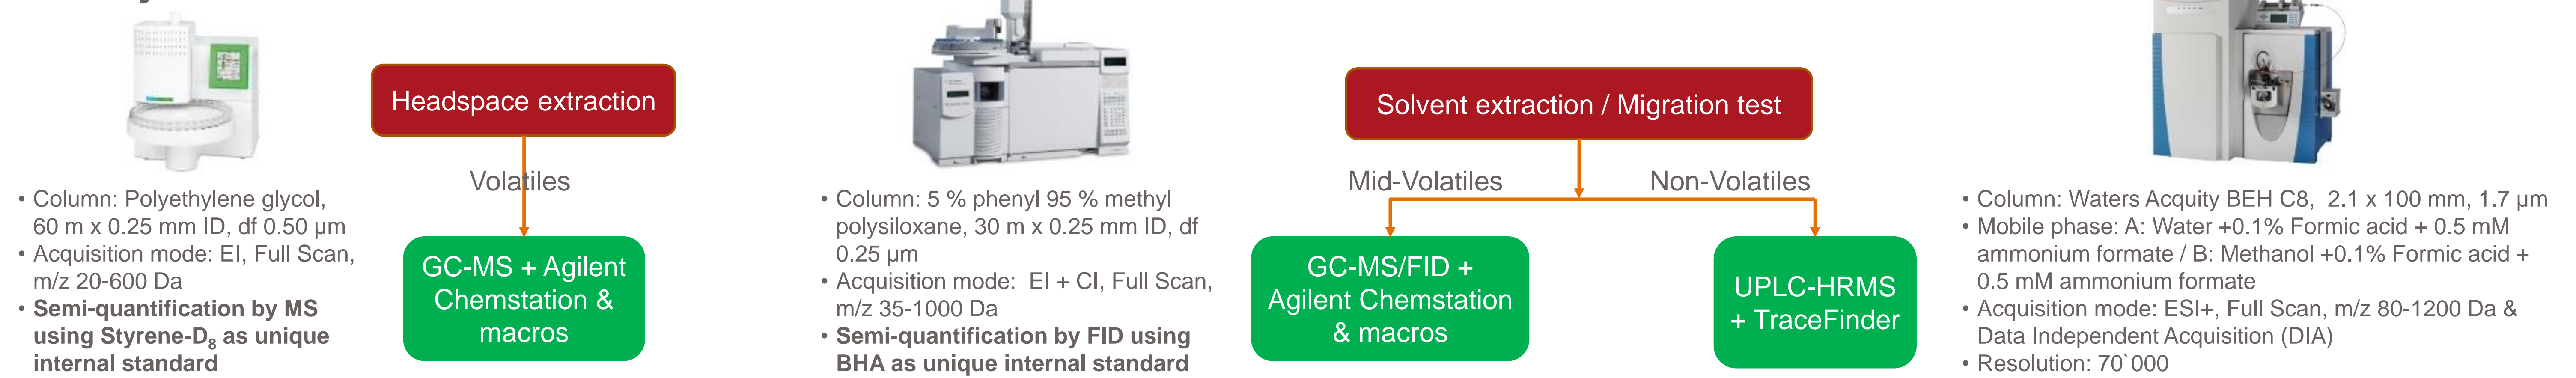 Headspace extraction
Volatiles
GC-MS + Agilent
Chemstation &
macros
• Column: Polyethylene glycol,
60 m x 0.25 mm ID, df 0.50 µm
• Acquisition mode: EI, Full Scan,
m/z 20-600 Da
• Semi-quantification by MS
using Styrene-D₈ as unique
internal standard
• Column: 5 % phenyl 95 % methyl
polysiloxane, 30 m x 0.25 mm ID, df
0.25 µm
• Acquisition mode: EI + CI, Full Scan,
m/z 35-1000 Da
• Semi-quantification by FID using
BHA as unique internal standard
Solvent extraction / Migration test
Mid-Volatiles
Non-Volatiles
GC-MS/FID +
Agilent Chemstation
& macros
UPLC-HRMS
+ TraceFinder
• Column: Waters Acquity BEH C8, 2.1 x 100 mm, 1.7 µm
• Mobile phase: A: Water +0.1% Formic acid + 0.5 mM
ammonium formate / B: Methanol +0.1% Formic acid +
0.5 mM ammonium formate
• Acquisition mode: ESI+, Full Scan, m/z 80-1200 Da &
Data Independent Acquisition (DIA)
• Resolution: 70`000